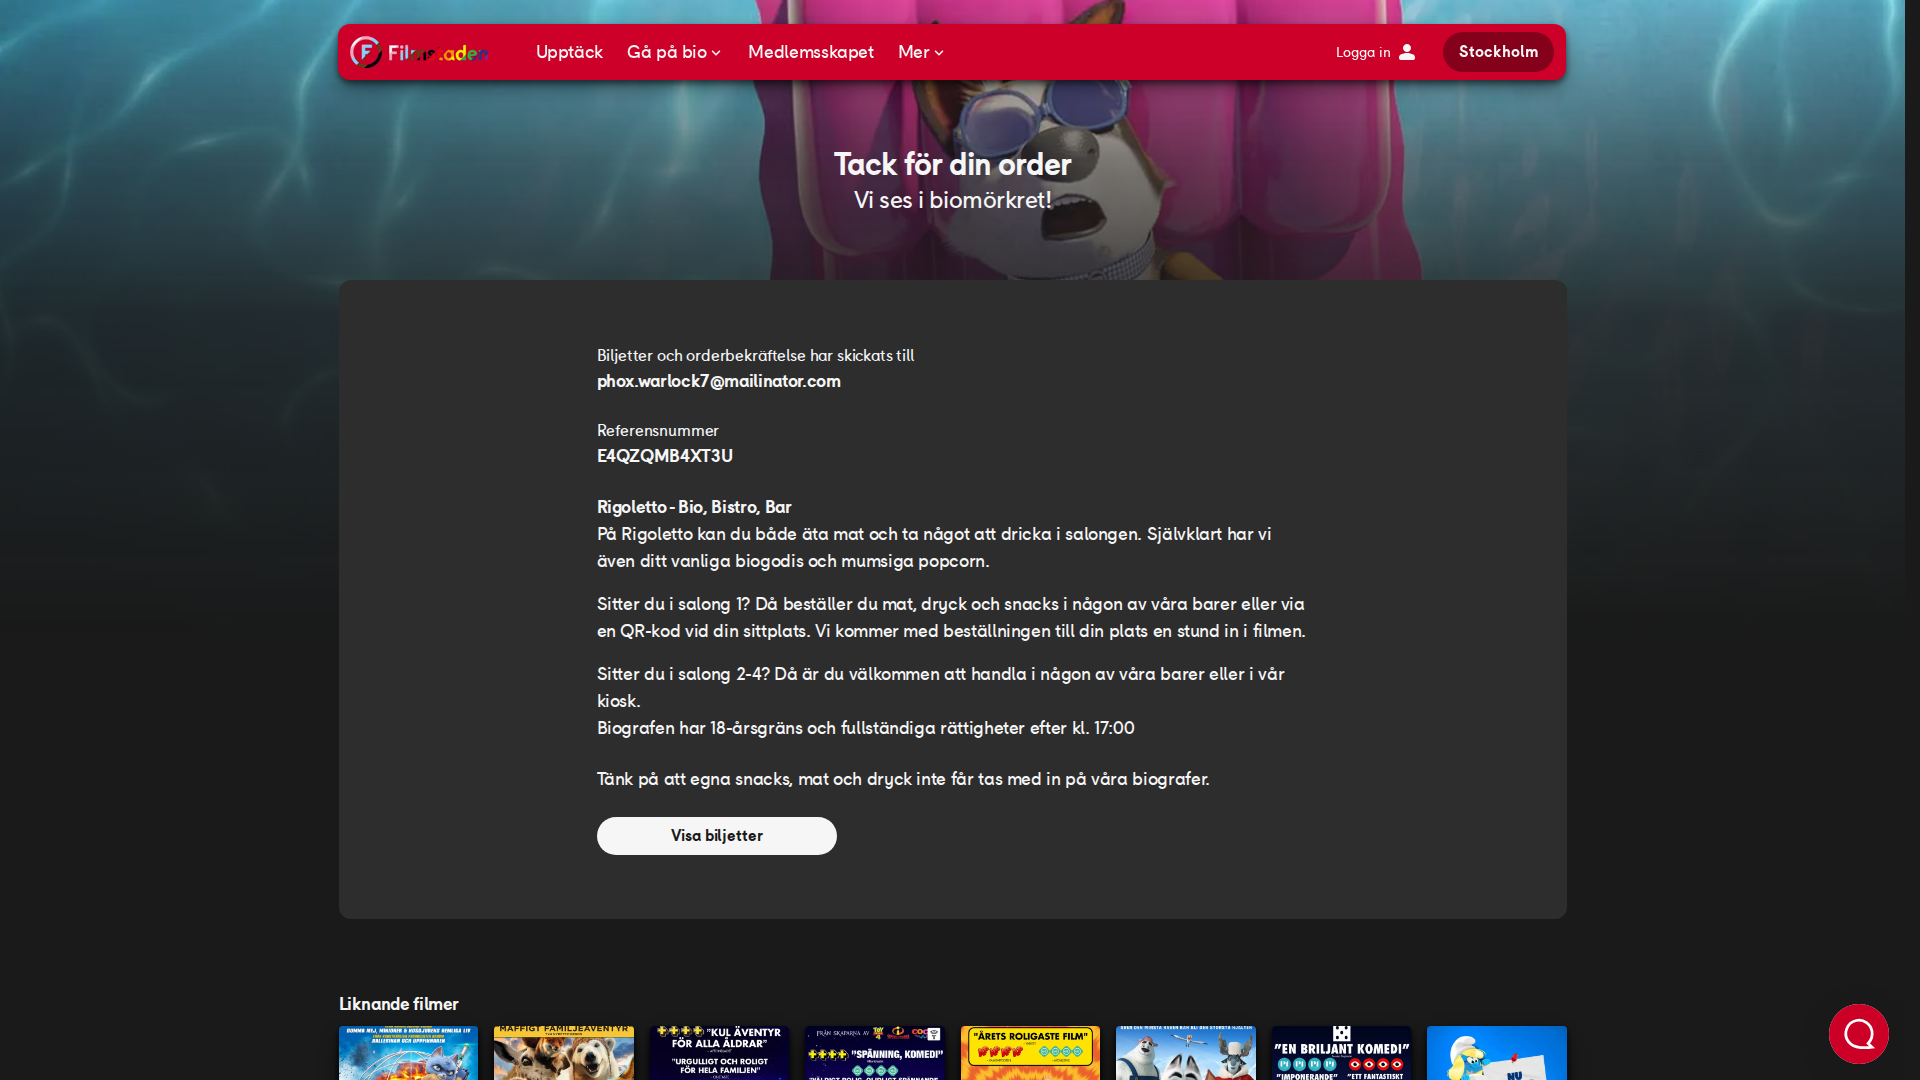 Filmstaden
Upptäck
Gå på bio
Medlemsskapet
Mer
Logga in
Stockholm
Tack för din order
Vi ses i biomörkret!
Biljetter och orderbekräftelse har skickats till
phox.warlock7@mailinator.com
Referensnummer
E4QZQMB4XT3U
Rigoletto - Bio, Bistro, Bar
På Rigoletto kan du både äta mat och ta något att dricka i salongen. Självklart har vi
även ditt vanliga biogodis och mumsiga popcorn.
Sitter du i salong 1? Då beställer du mat, dryck och snacks i någon av våra barer eller via
en QR-kod vid din sittplats. Vi kommer med beställningen till din plats en stund in i filmen.
Sitter du i salong 2-4? Då är du välkommen att handla i någon av våra barer eller i vår
kiosk.
Biografen har 18-årsgräns och fullständiga rättigheter efter kl. 17:00
Tänk på att egna snacks, mat och dryck inte får tas med in på våra biografer.
Visa biljetter
Liknande filmer
MÄFFIGT FAMILJEÄVENTYR
"KUL ÄVENTYR
FÖR ALLA ÅLDRAR"
"URGULLIGT OCH ROLIGT
FÖR HELA FAMILJEN"
FRÅN SKAPARNA AV
"SPÄNNING, KOMEDI"
"ÅRETS ROLIGASTE FILM"
"EN BRILJANT KOMEDI"
"IMPONERANDE"
"ETT FANTASTISKT
NU